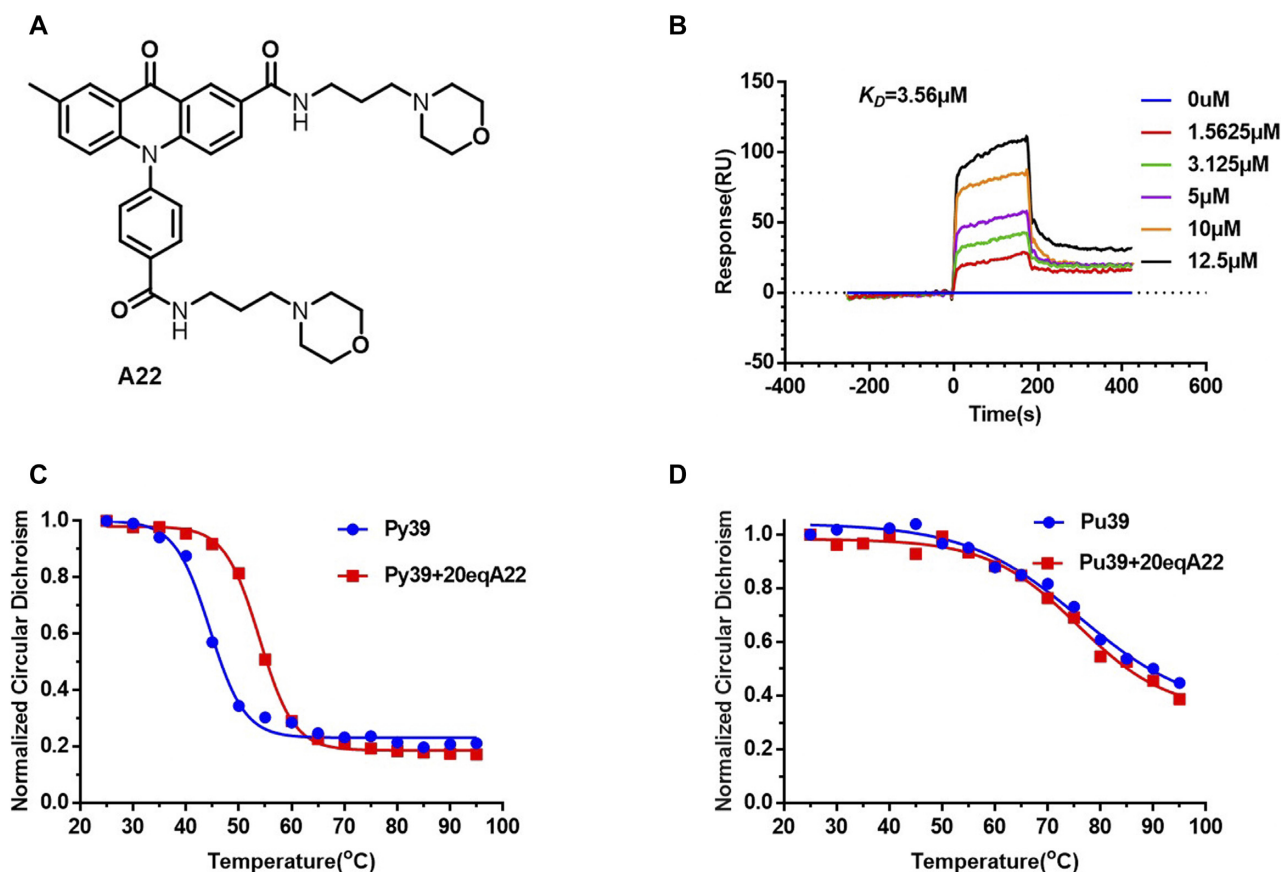 A
O
O
N
H
N
O
N
O
N
H
N
O
A22
B
K_D=3.56μM
0uM
1.5625μM
3.125μM
5μM
10μM
12.5μM
150
100
50
0
-50
-400 -200 0 200 400 600
Response(RU)
Time(s)
C
Py39
Py39+20eqA22
1.0
0.8
0.6
0.4
0.2
0.0
20 30 40 50 60 70 80 90 100
Normalized Circular Dichroism
Temperature(°C)
D
Pu39
Pu39+20eqA22
1.0
0.8
0.6
0.4
0.2
0.0
20 30 40 50 60 70 80 90 100
Normalized Circular Dichroism
Temperature(°C)